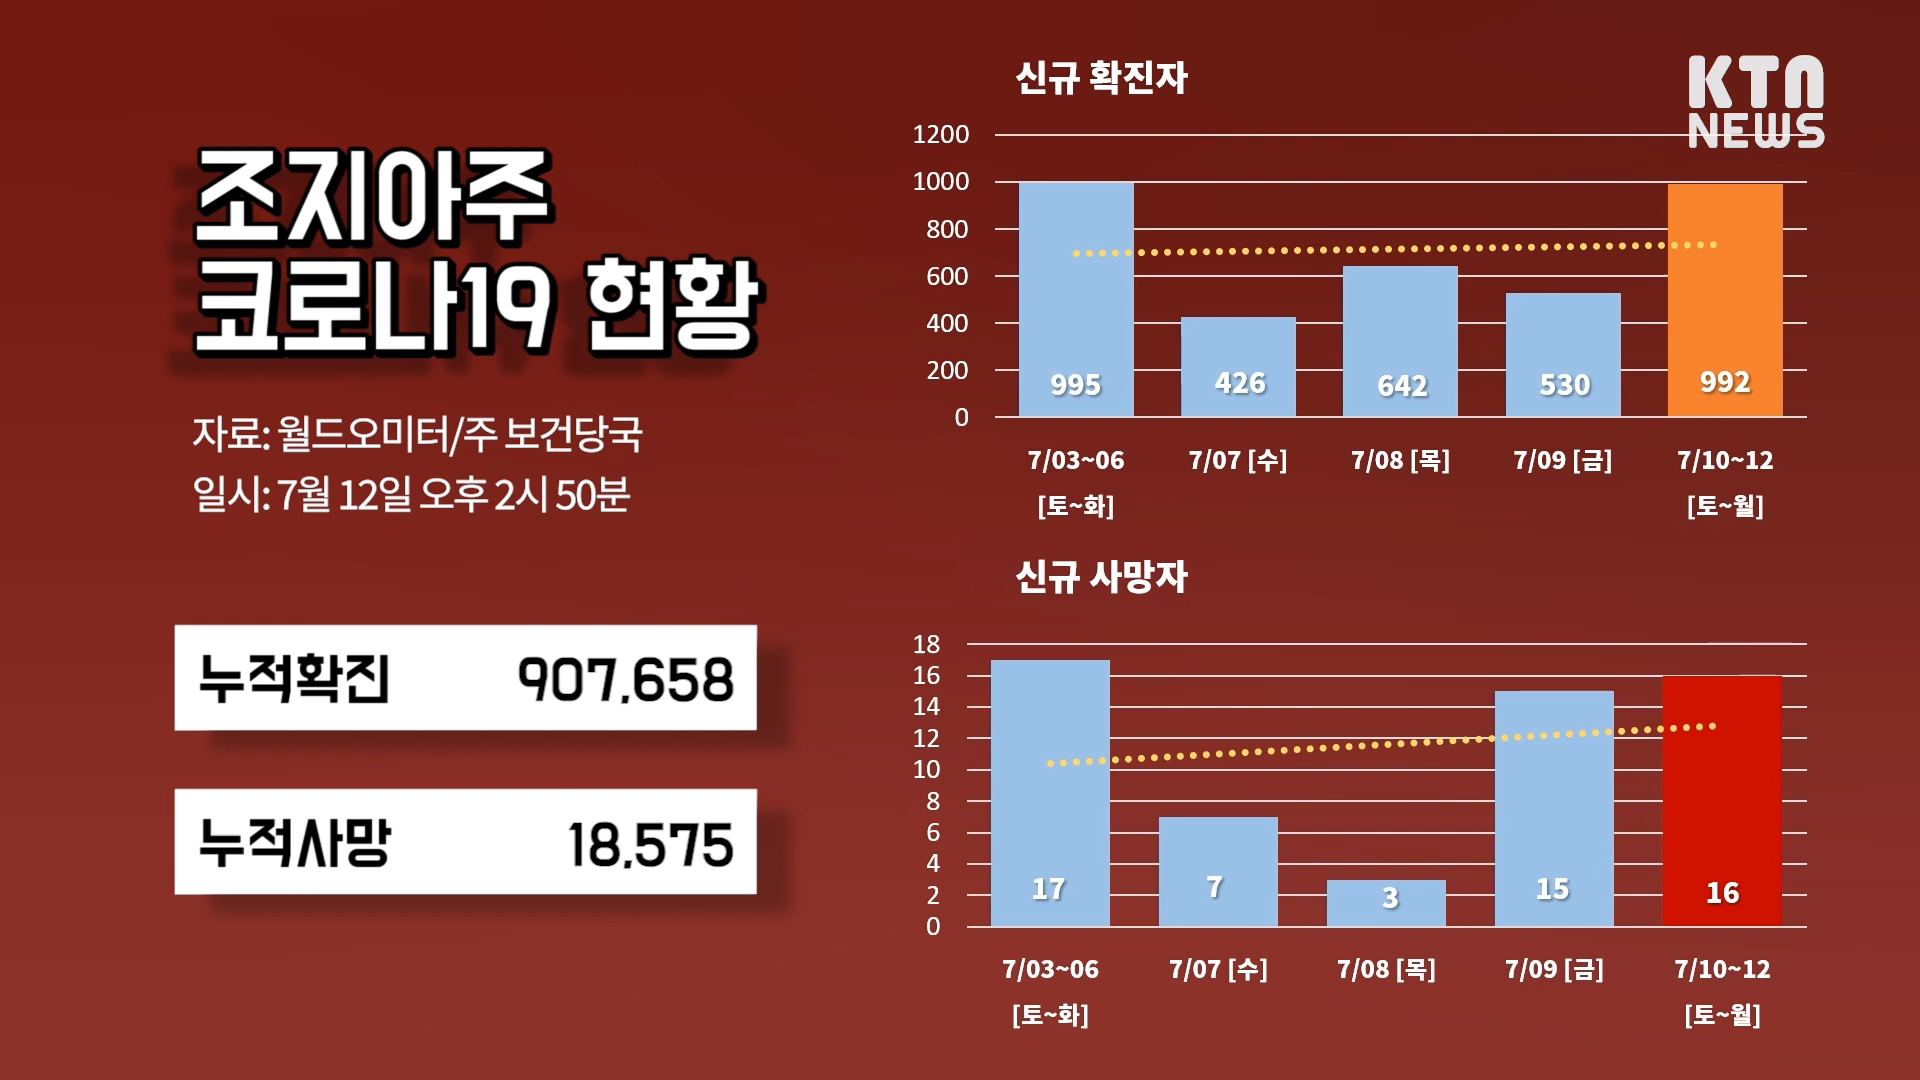 조지아주
코로나19 현황
자료: 월드오미터/주 보건당국
일시: 7월 12일 오후 2시 50분
누적확진 907,658
누적사망 18,575
KTN
NEWS
신규 확진자
1200
1000
800
600
400
200
0
995 426 642 530 992
7/03~06 7/07 [수] 7/08 [목] 7/09 [금] 7/10~12
[토~화] [토~월]
신규 사망자
18
16
14
12
10
8
6
4
2
0
17 7 3 15 16
7/03~06 7/07 [수] 7/08 [목] 7/09 [금] 7/10~12
[토~화] [토~월]